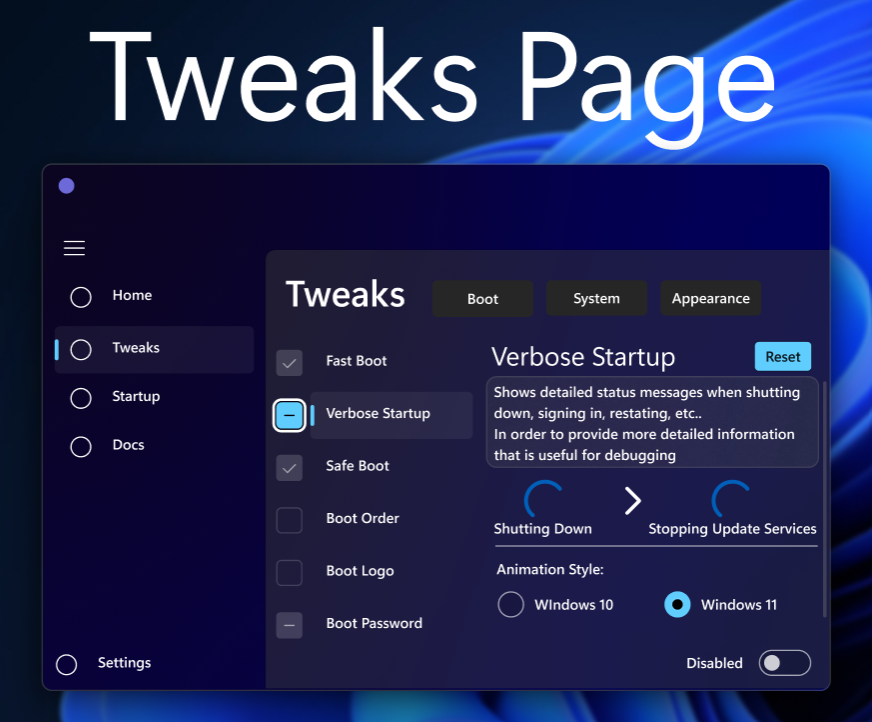 Tweaks Page
Home
Tweaks
Startup
Docs
Settings
Tweaks
Boot
System
Appearance
Fast Boot
Verbose Startup
Safe Boot
Boot Order
Boot Logo
Boot Password
Verbose Startup
Reset
Shows detailed status messages when shutting
down, signing in, restating, etc..
In order to provide more detailed information
that is useful for debugging
Shutting Down
Stopping Update Services
Animation Style:
WIndows 10
Windows 11
Disabled